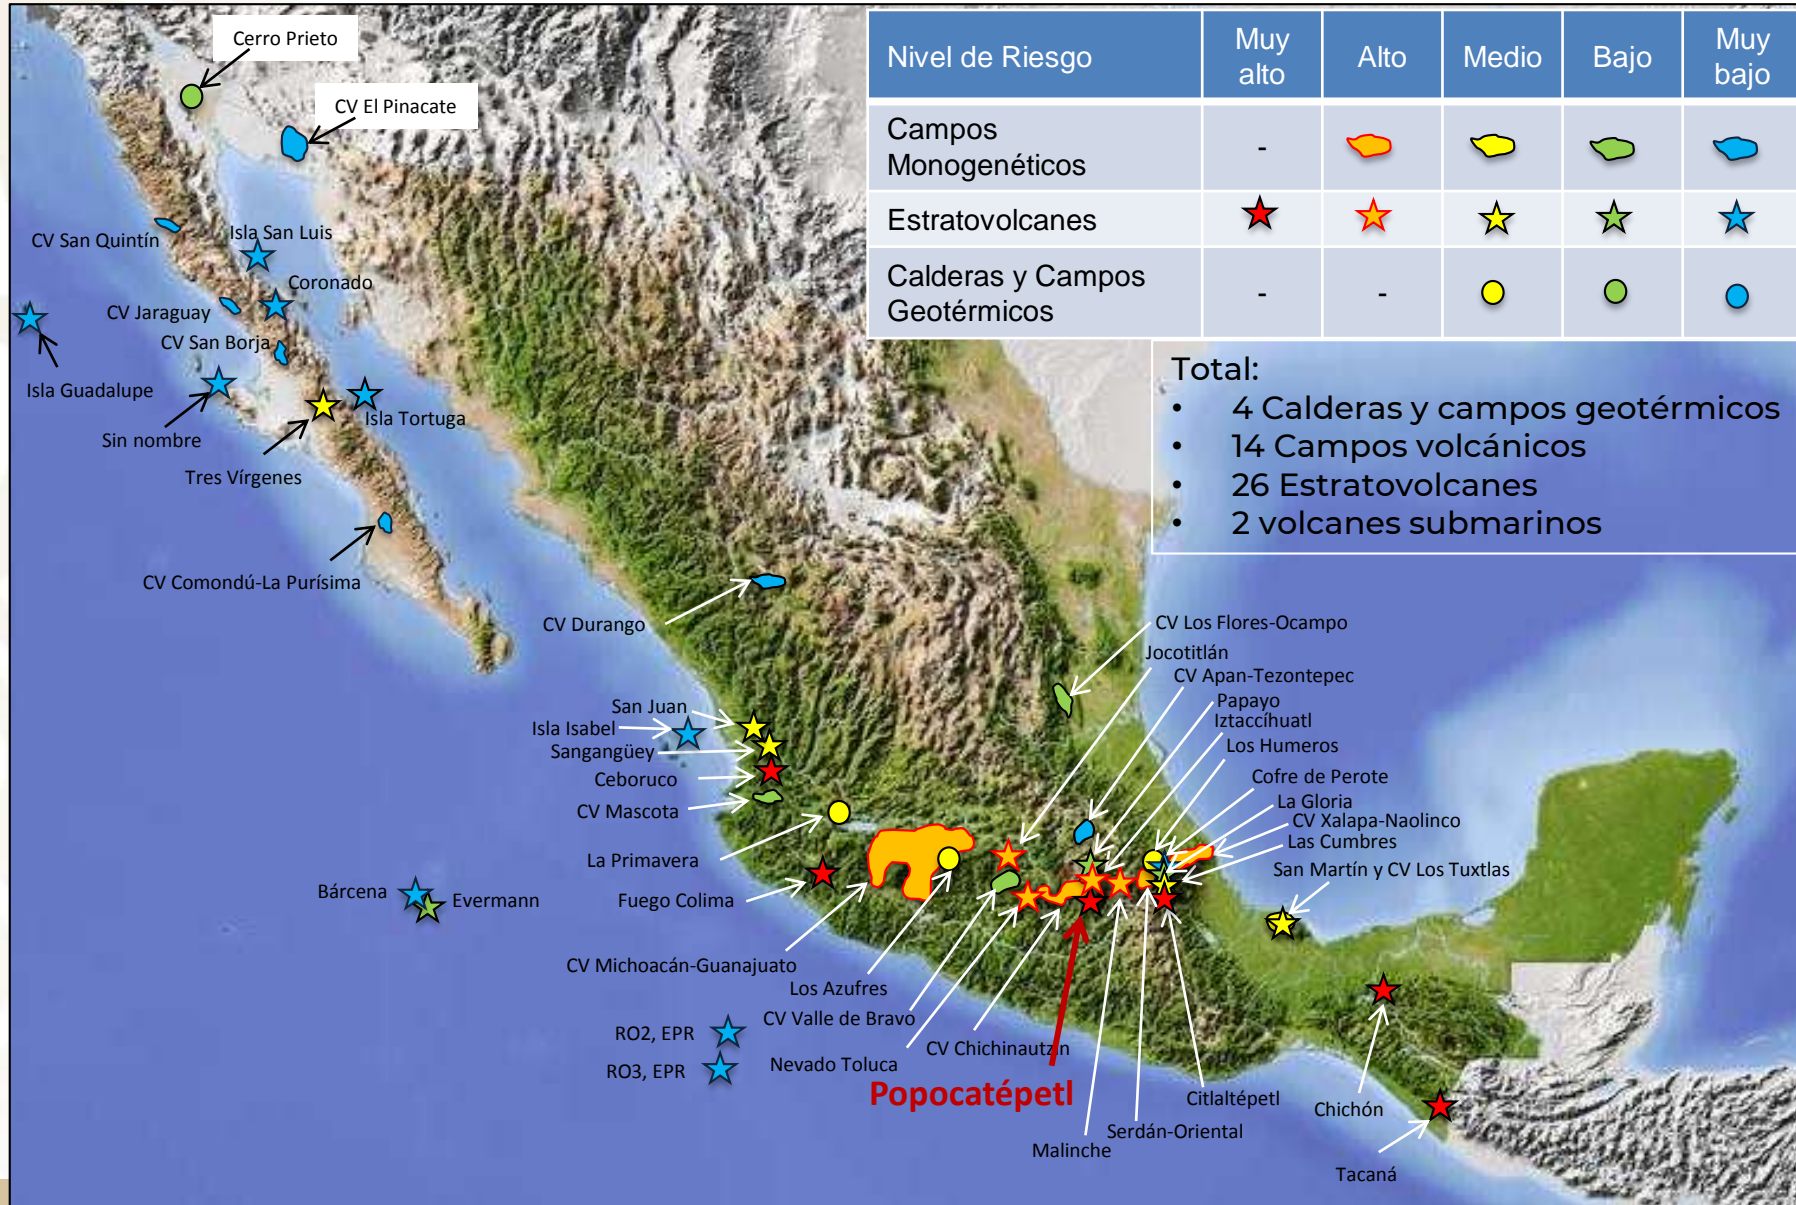 Nivel de Riesgo
Muy
alto
Alto
Medio
Bajo
Muy
bajo
Campos
Monogenéticos
-
Estratovolcanes
Calderas y Campos
Geotérmicos
-
-
Total:
• 4 Calderas y campos geotérmicos
• 14 Campos volcánicos
• 26 Estratovolcanes
• 2 volcanes submarinos
Cerro Prieto
CV El Pinacate
CV San Quintín
Isla San Luis
Coronado
CV Jaraguay
CV San Borja
Isla Guadalupe
Isla Tortuga
Sin nombre
Tres Vírgenes
CV Comondú-La Purísima
CV Durango
CV Los Flores-Ocampo
Jocotitlán
CV Apan-Tezontepec
Papayo
Iztaccíhuatl
Los Humeros
Cofre de Perote
La Gloria
CV Xalapa-Naolinco
Las Cumbres
San Martín y CV Los Tuxtlas
San Juan
Isla Isabel
Sangangüey
Ceboruco
CV Mascota
La Primavera
Fuego Colima
Bárcena
Evermann
CV Michoacán-Guanajuato
Los Azufres
CV Valle de Bravo
RO2, EPR
RO3, EPR
Nevado Toluca
CV Chichinautzin
Popocatépetl
Citlaltépetl
Serdán-Oriental
Malinche
Chichón
Tacaná